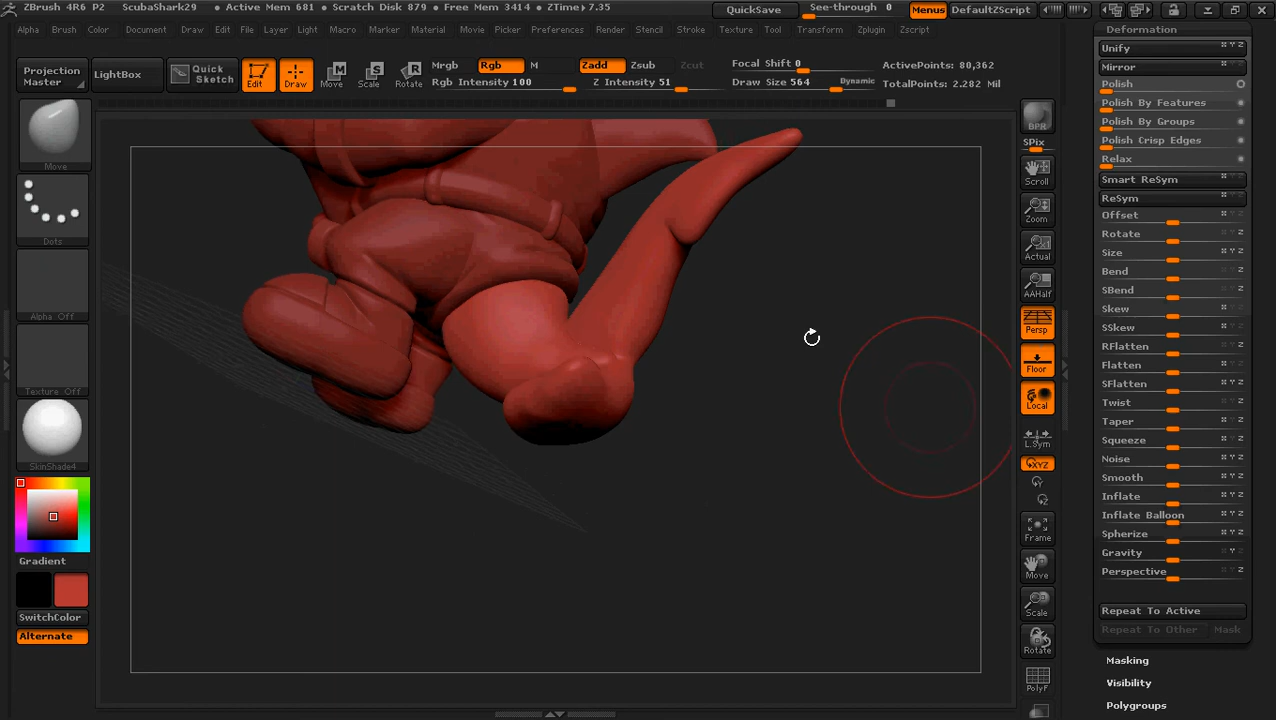 ZBrush 4R6 P2 ScubaShark29 • Active Mem 681 • Scratch Disk 879 • Free Mem 3414 • ZTime▸7.35 QuickSave See-through 0 Menus DefaultZScript
Alpha Brush Color Document Draw Edit File Layer Light Macro Marker Material Movie Picker Preferences Render Stencil Stroke Texture Tool Transform Zplugin Zscript
Projection Master
LightBox
Quick Sketch
Edit
Draw
Move
Scale
Rotate
Mrgb Rgb M
Rgb Intensity 100
Zadd Zsub Zcut
Z Intensity 51
Focal Shift 0
Draw Size 564 Dynamic
ActivePoints: 80,362
TotalPoints: 2.282 Mil
Move
Dots
Alpha Off
Texture Off
SkinShade4
Gradient
SwitchColor
Alternate
BPR
SPix
Scroll
Zoom
Actual
AAHalf
Persp
Floor
Local
L.Sym
XYZ
Y
Z
Frame
Move
Scale
Rotate
PolyF
Deformation
Unify
Mirror
Polish
Polish By Features
Polish By Groups
Polish Crisp Edges
Relax
Smart ReSym
ReSym
Offset
Rotate
Size
Bend
SBend
Skew
SSkew
RFlatten
Flatten
SFlatten
Twist
Taper
Squeeze
Noise
Smooth
Inflate
Inflate Balloon
Spherize
Gravity
Perspective
Repeat To Active
Repeat To Other Mask
Masking
Visibility
Polygroups